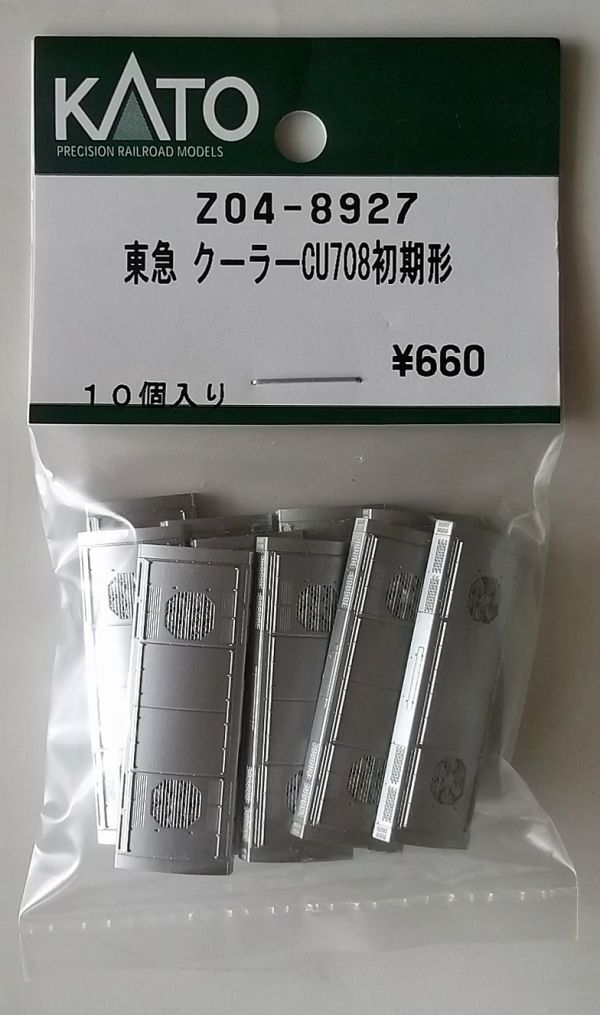 KATO
PRECISION RAILROAD MODELS
Z04-8927
東急 クーラーCU708初期形
¥660
10個入り